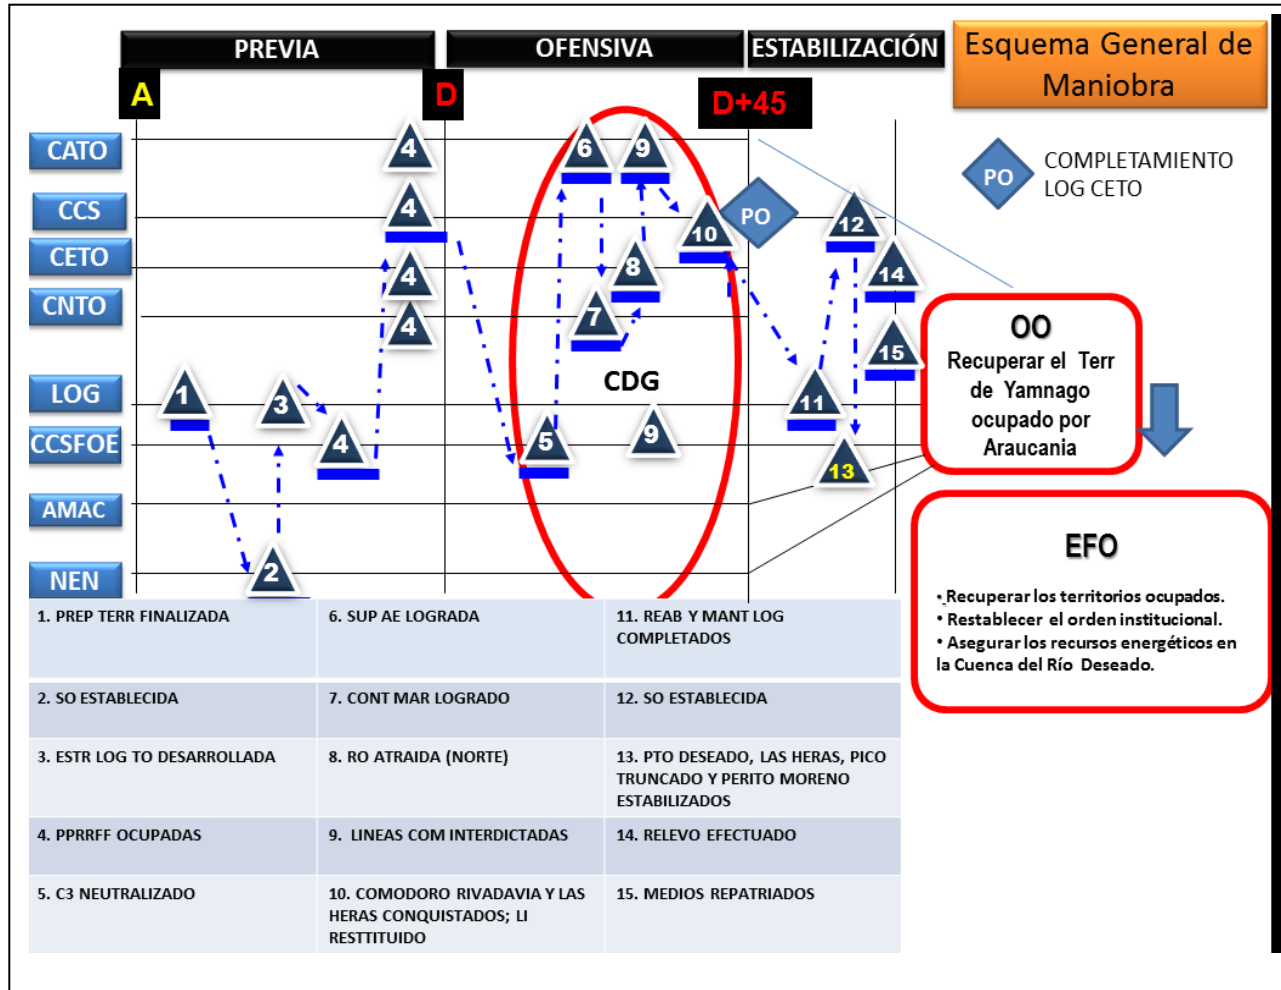 PREVIA
OFENSIVA
ESTABILIZACIÓN
Esquema General de
Maniobra
A
D
D+45
CATO
CCS
CETO
CNTO
LOG
CCSFOE
AMAC
NEN
4
4
4
4
6
9
10
PO
12
8
14
7
15
1
3
4
CDG
5
9
11
13
2
PO
COMPLETAMIENTO
LOG CETO
OO
Recuperar el Terr
de Yamnago
ocupado por
Araucania
EFO
• Recuperar los territorios ocupados.
• Restablecer el orden institucional.
• Asegurar los recursos energéticos en
la Cuenca del Río Deseado.
1. PREP TERR FINALIZADA
6. SUP AE LOGRADA
11. REAB Y MANT LOG
COMPLETADOS
2. SO ESTABLECIDA
7. CONT MAR LOGRADO
12. SO ESTABLECIDA
3. ESTR LOG TO DESARROLLADA
8. RO ATRAIDA (NORTE)
13. PTO DESEADO, LAS HERAS, PICO
TRUNCADO Y PERITO MORENO
ESTABILIZADOS
4. PPRRFF OCUPADAS
9. LINEAS COM INTERDICTADAS
14. RELEVO EFECTUADO
5. C3 NEUTRALIZADO
10. COMODORO RIVADAVIA Y LAS
HERAS CONQUISTADOS; LI
RESTTITUIDO
15. MEDIOS REPATRIADOS